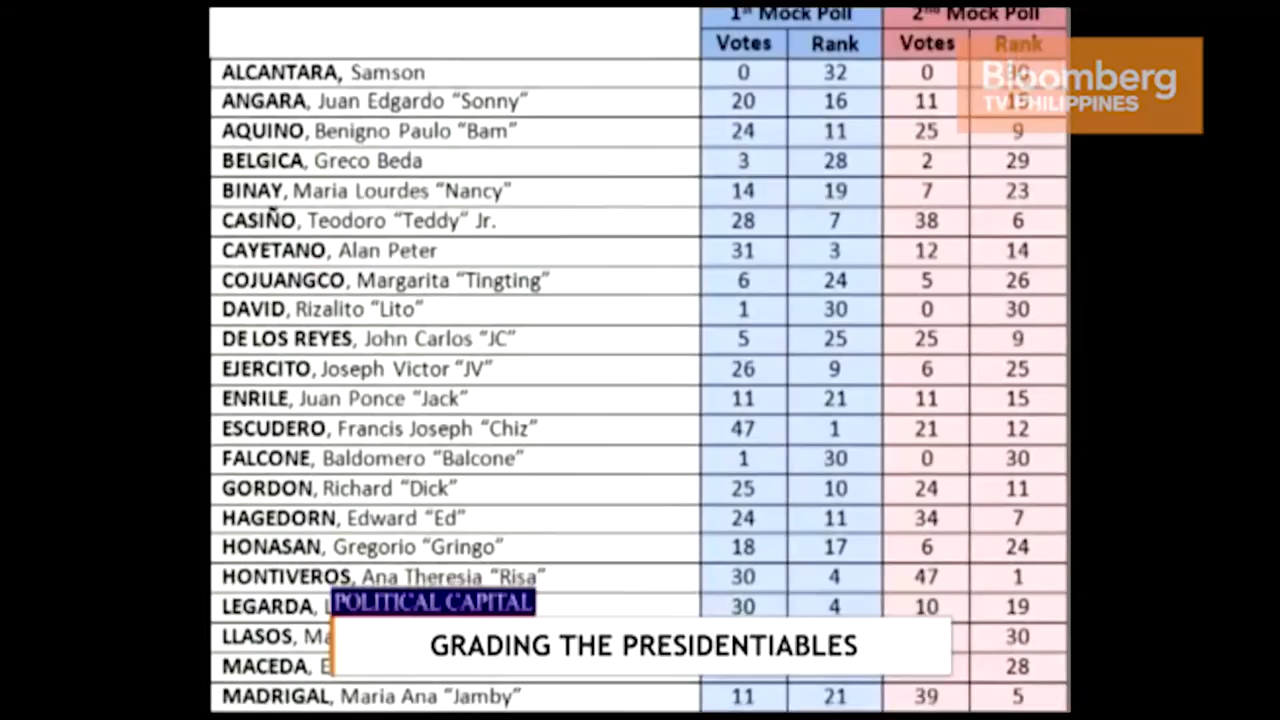 1st Mock Poll 2nd Mock Poll
Votes Rank Votes Rank
Bloomberg
TV PHILIPPINES
ALCANTARA, Samson 0 32 0
ANGARA, Juan Edgardo “Sonny” 20 16 11
AQUINO, Benigno Paulo “Bam” 24 11 25 9
BELGICA, Greco Beda 3 28 2 29
BINAY, Maria Lourdes “Nancy” 14 19 7 23
CASIÑO, Teodoro “Teddy” Jr. 28 7 38 6
CAYETANO, Alan Peter 31 3 12 14
COJUANGCO, Margarita “Tingting” 6 24 5 26
DAVID, Rizalito “Lito” 1 30 0 30
DE LOS REYES, John Carlos “JC” 5 25 25 9
EJERCITO, Joseph Victor “JV” 26 9 6 25
ENRILE, Juan Ponce “Jack” 11 21 11 15
ESCUDERO, Francis Joseph “Chiz” 47 1 21 12
FALCONE, Baldomero “Balcone” 1 30 0 30
GORDON, Richard “Dick” 25 10 24 11
HAGEDORN, Edward “Ed” 24 11 34 7
HONASAN, Gregorio “Gringo” 18 17 6 24
HONTIVEROS, Ana Theresia “Risa” 30 4 47 1
LEGARDA, L 30 4 10 19
POLITICAL CAPITAL
LLASOS, Ma 30
GRADING THE PRESIDENTIABLES
MACEDA, E 28
MADRIGAL, Maria Ana “Jamby” 11 21 39 5